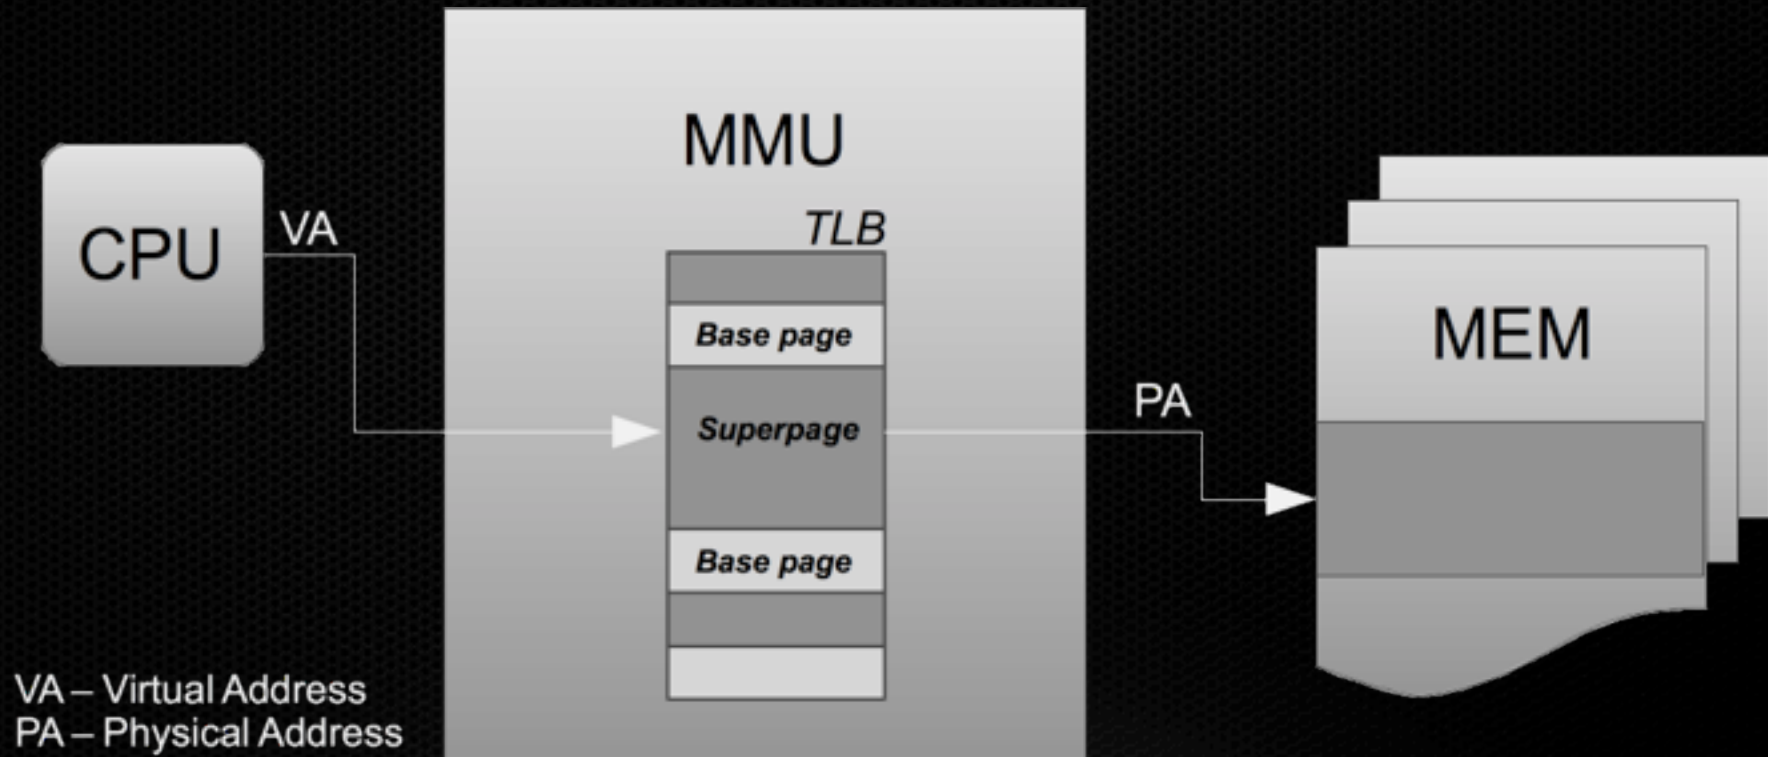 MMU
CPU
VA
TLB
Base page
Superpage
Base page
PA
MEM
VA – Virtual Address
PA – Physical Address